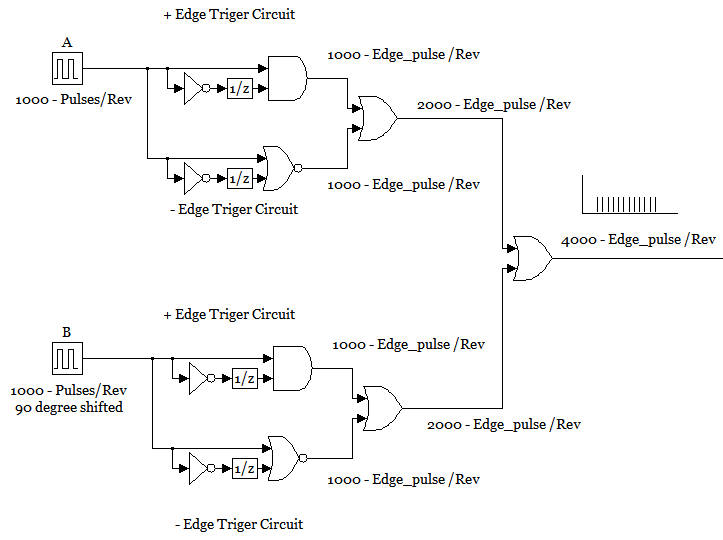 + Edge Triger Circuit
A
1000 - Edge_pulse /Rev
1/z
1000 - Pulses/Rev
2000 - Edge_pulse /Rev
1/z
1000 - Edge_pulse /Rev
- Edge Triger Circuit
4000 - Edge_pulse /Rev
+ Edge Triger Circuit
B
1000 - Edge_pulse /Rev
1/z
1000 - Pulses/Rev
90 degree shifted
2000 - Edge_pulse /Rev
1/z
1000 - Edge_pulse /Rev
- Edge Triger Circuit